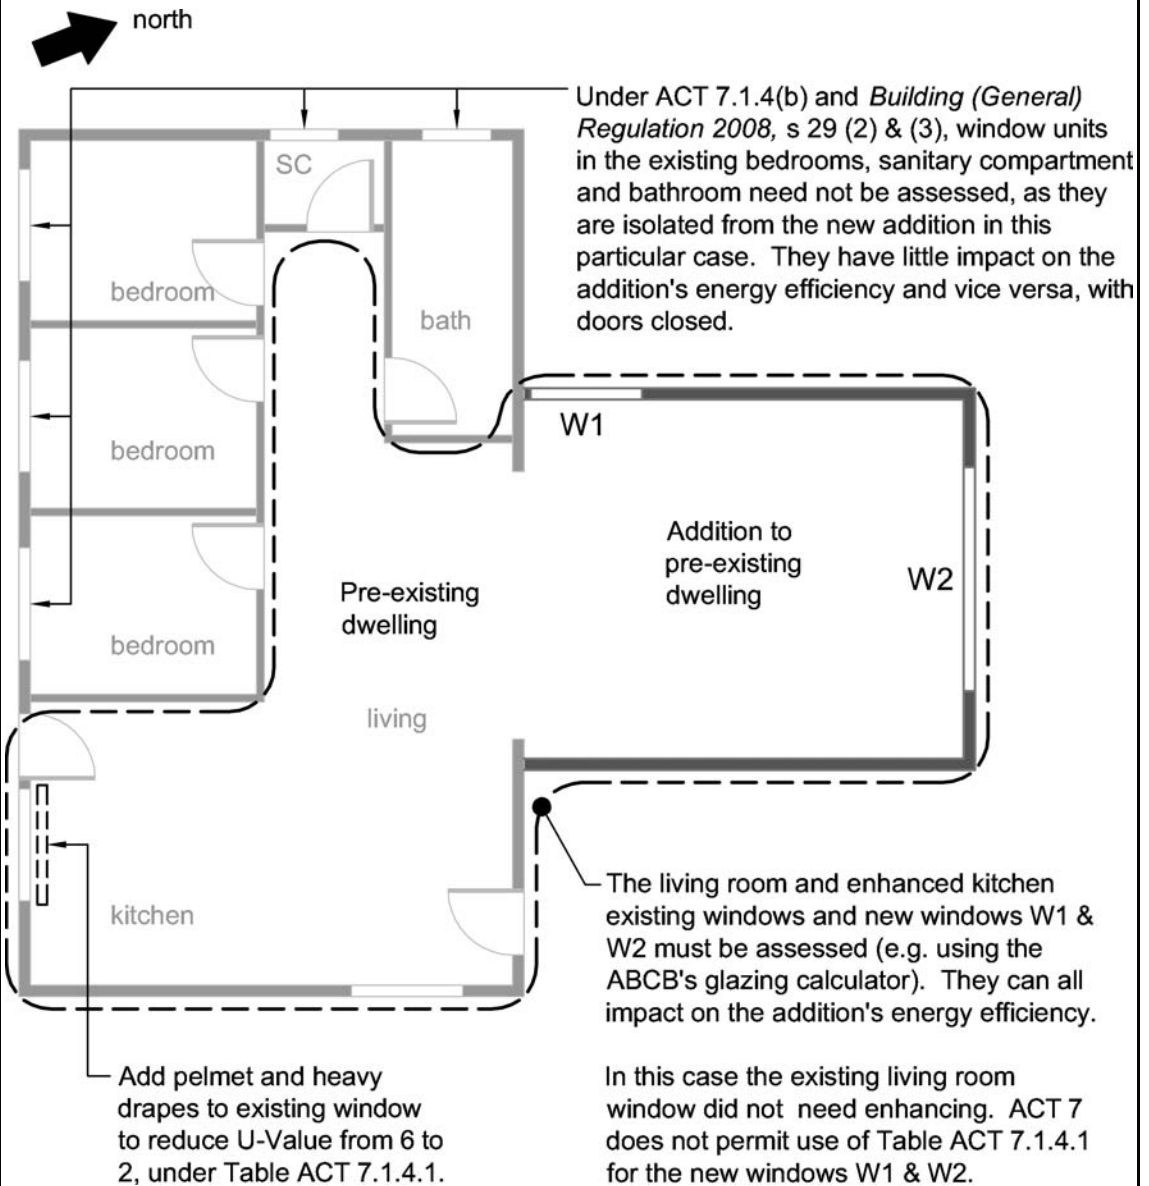 north
Under ACT 7.1.4(b) and Building (General)
Regulation 2008, s 29 (2) & (3), window units
in the existing bedrooms, sanitary compartment
and bathroom need not be assessed, as they
are isolated from the new addition in this
particular case.  They have little impact on the
addition's energy efficiency and vice versa, with
doors closed.
SC
bedroom
bath
W1
bedroom
Addition to
pre-existing
dwelling
W2
Pre-existing
dwelling
bedroom
living
kitchen
The living room and enhanced kitchen
existing windows and new windows W1 &
W2 must be assessed (e.g. using the
ABCB's glazing calculator).  They can all
impact on the addition's energy efficiency.
Add pelmet and heavy
drapes to existing window
to reduce U-Value from 6 to
2, under Table ACT 7.1.4.1.
In this case the existing living room
window did not  need enhancing.  ACT 7
does not permit use of Table ACT 7.1.4.1
for the new windows W1 & W2.